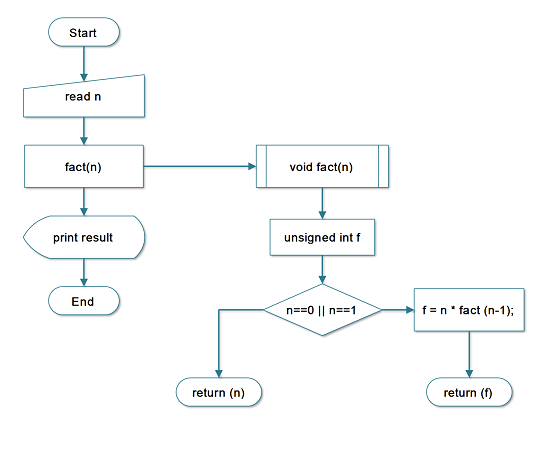 Start
read n
fact(n)
print result
End
void fact(n)
unsigned int f
n==0 || n==1
f = n * fact (n-1);
return (n)
return (f)